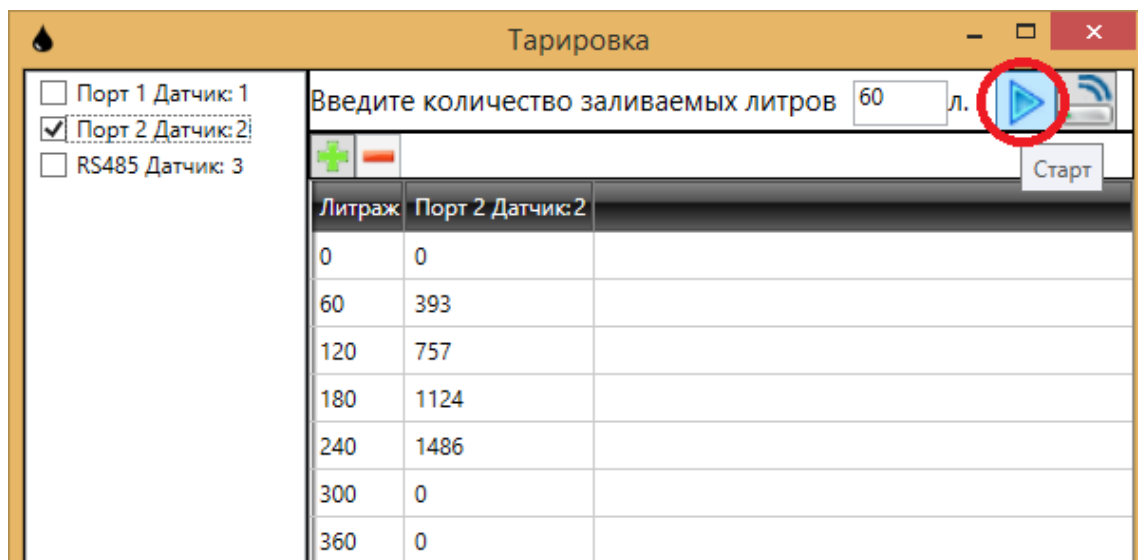 Тарировка
Порт 1 Датчик: 1
Порт 2 Датчик: 2
RS485 Датчик: 3
Введите количество заливаемых литров 60 л.
Старт
Литраж Порт 2 Датчик: 2
0 0
60 393
120 757
180 1124
240 1486
300 0
360 0